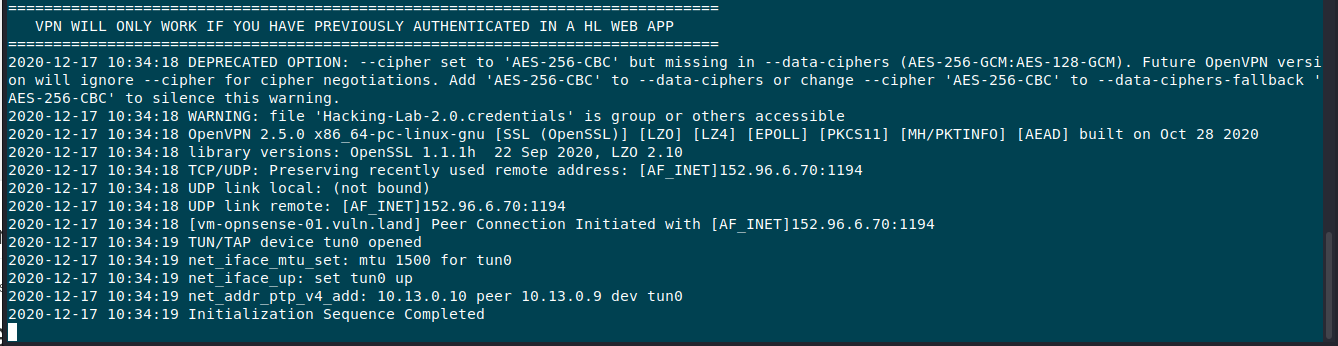 ===============================================================================
   VPN WILL ONLY WORK IF YOU HAVE PREVIOUSLY AUTHENTICATED IN A HL WEB APP
===============================================================================
2020-12-17 10:34:18 DEPRECATED OPTION: --cipher set to 'AES-256-CBC' but missing in --data-ciphers (AES-256-GCM:AES-128-GCM). Future OpenVPN versi
on will ignore --cipher for cipher negotiations. Add 'AES-256-CBC' to --data-ciphers or change --cipher 'AES-256-CBC' to --data-ciphers-fallback '
AES-256-CBC' to silence this warning.
2020-12-17 10:34:18 WARNING: file 'Hacking-Lab-2.0.credentials' is group or others accessible
2020-12-17 10:34:18 OpenVPN 2.5.0 x86_64-pc-linux-gnu [SSL (OpenSSL)] [LZO] [LZ4] [EPOLL] [PKCS11] [MH/PKTINFO] [AEAD] built on Oct 28 2020
2020-12-17 10:34:18 library versions: OpenSSL 1.1.1h  22 Sep 2020, LZO 2.10
2020-12-17 10:34:18 TCP/UDP: Preserving recently used remote address: [AF_INET]152.96.6.70:1194
2020-12-17 10:34:18 UDP link local: (not bound)
2020-12-17 10:34:18 UDP link remote: [AF_INET]152.96.6.70:1194
2020-12-17 10:34:18 [vm-opnsense-01.vuln.land] Peer Connection Initiated with [AF_INET]152.96.6.70:1194
2020-12-17 10:34:19 TUN/TAP device tun0 opened
2020-12-17 10:34:19 net_iface_mtu_set: mtu 1500 for tun0
2020-12-17 10:34:19 net_iface_up: set tun0 up
2020-12-17 10:34:19 net_addr_ptp_v4_add: 10.13.0.10 peer 10.13.0.9 dev tun0
2020-12-17 10:34:19 Initialization Sequence Completed